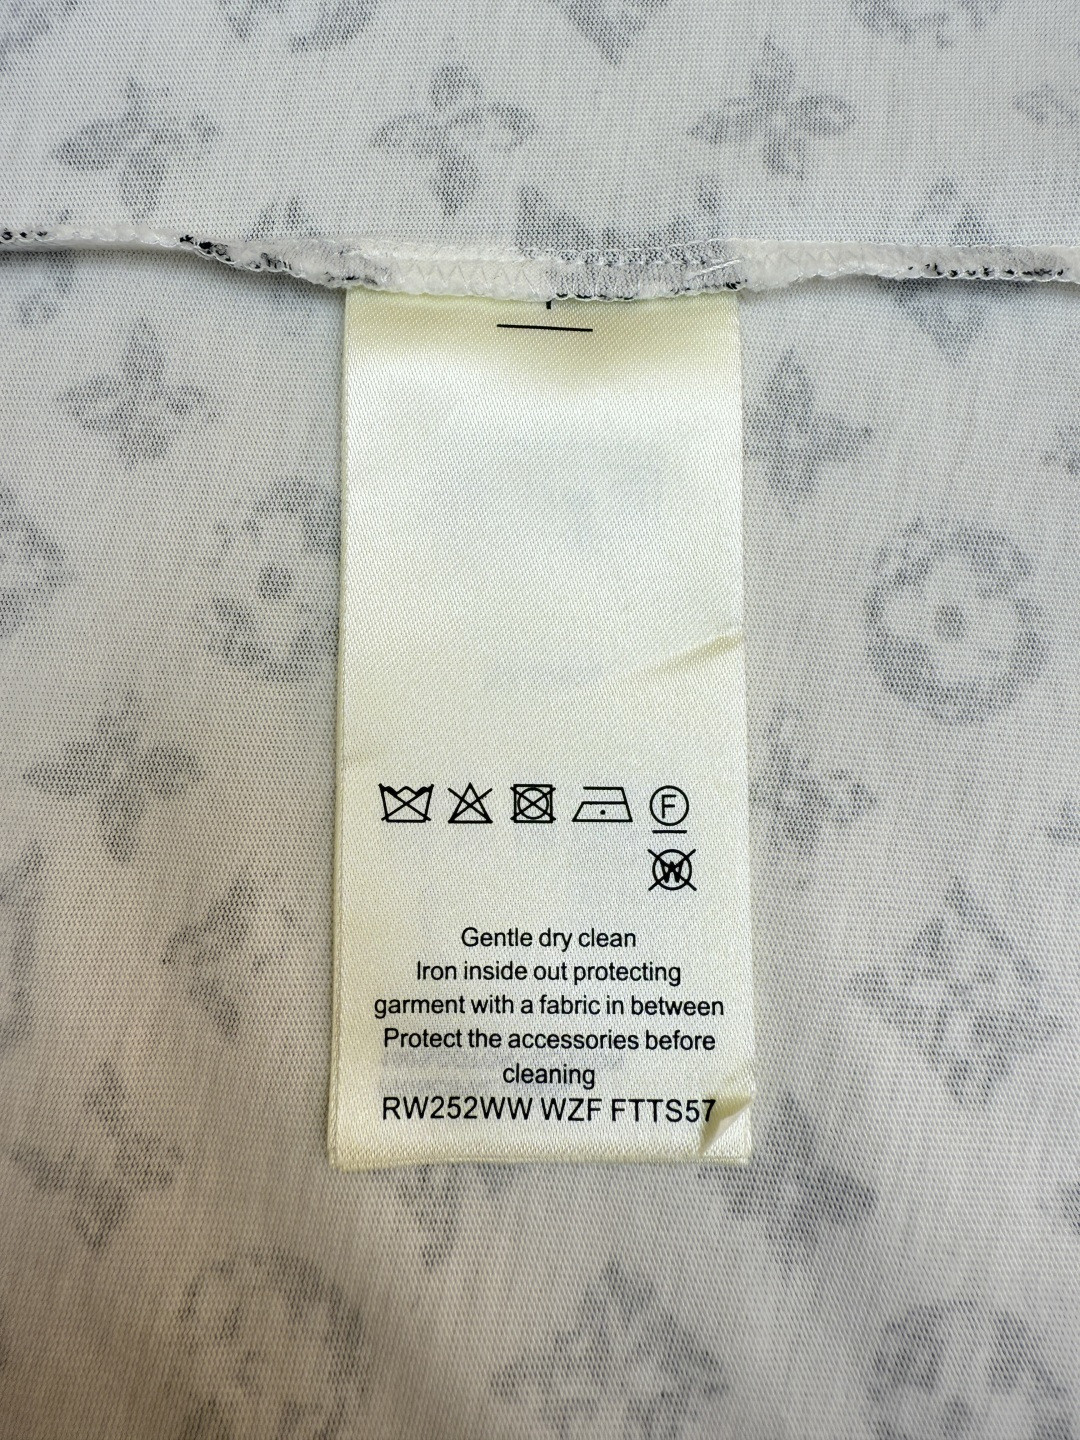 F
W
Gentle dry clean
Iron inside out protecting
garment with a fabric in between
Protect the accessories before
cleaning
RW252WW WZF FTTS57